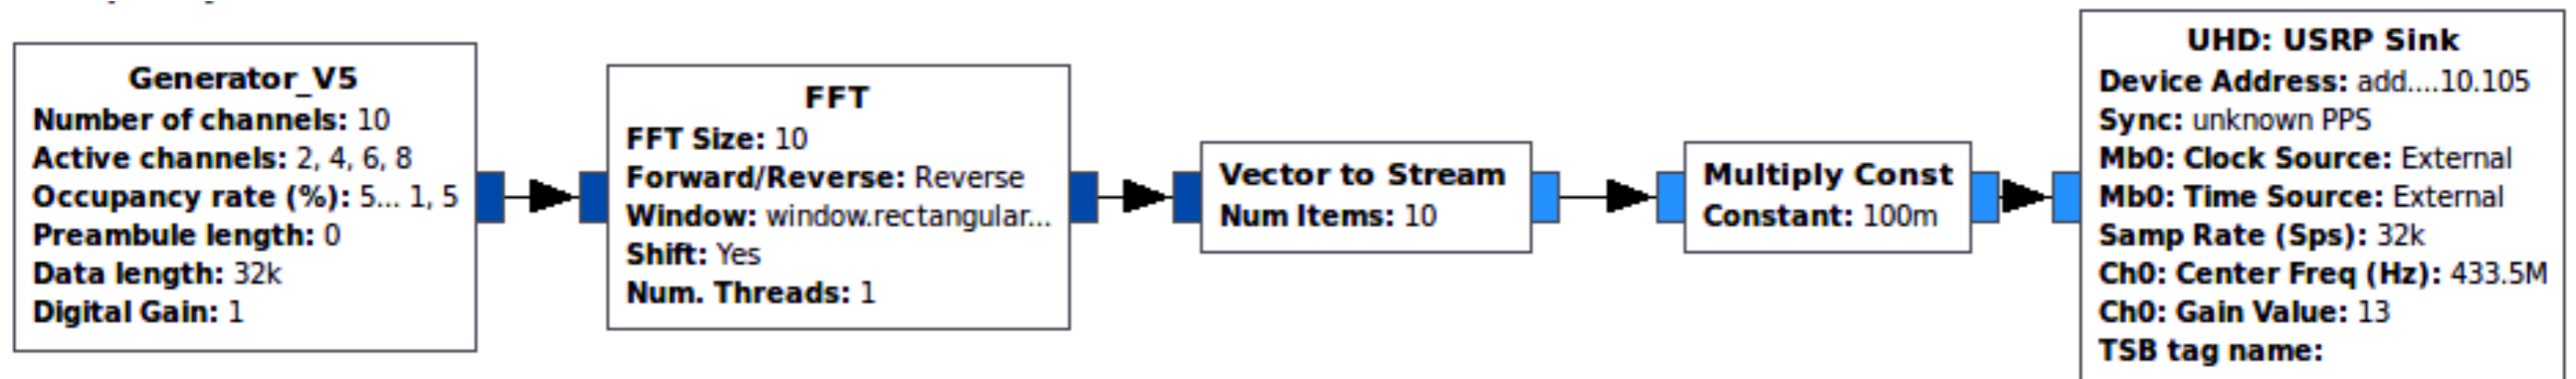 Generator_V5
Number of channels: 10
Active channels: 2, 4, 6, 8
Occupancy rate (%): 5... 1, 5
Preambule length: 0
Data length: 32k
Digital Gain: 1
FFT
FFT Size: 10
Forward/Reverse: Reverse
Window: window.rectangular...
Shift: Yes
Num. Threads: 1
Vector to Stream
Num Items: 10
Multiply Const
Constant: 100m
UHD: USRP Sink
Device Address: add....10.105
Sync: unknown PPS
Mb0: Clock Source: External
Mb0: Time Source: External
Samp Rate (Sps): 32k
Ch0: Center Freq (Hz): 433.5M
Ch0: Gain Value: 13
TSB tag name: